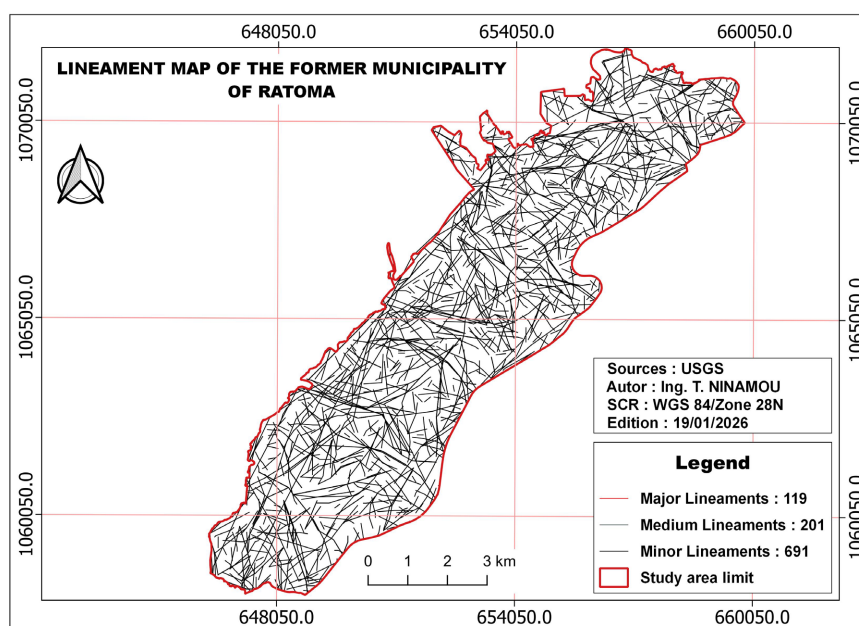 648050.0 654050.0 660050.0
LINEAMENT MAP OF THE FORMER MUNICIPALITY
OF RATOMA
1070050.0 1070050.0
1065050.0 1065050.0
Sources : USGS
Autor : Ing. T. NINAMOU
SCR : WGS 84/Zone 28N
Edition : 19/01/2026
Legend
Major Lineaments : 119
Medium Lineaments : 201
Minor Lineaments : 691
Study area limit
1060050.0 1060050.0
0 1 2 3 km
648050.0 654050.0 660050.0